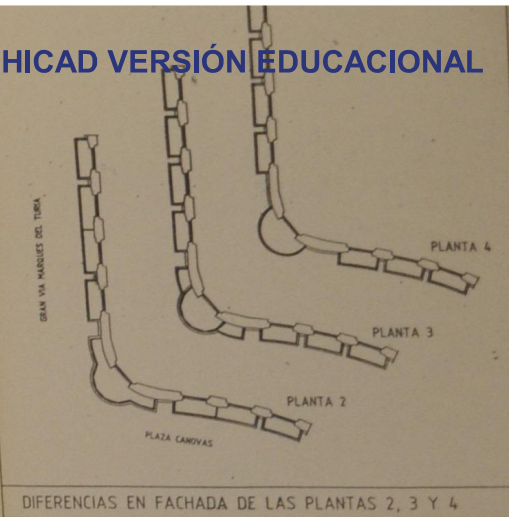 HICAD VERSIÓN EDUCACIONAL
GRAN VIA MARQUES DEL TURIA
PLANTA 4
PLANTA 3
PLANTA 2
PLAZA CANOVAS
DIFERENCIAS EN FACHADA DE LAS PLANTAS 2, 3 Y 4